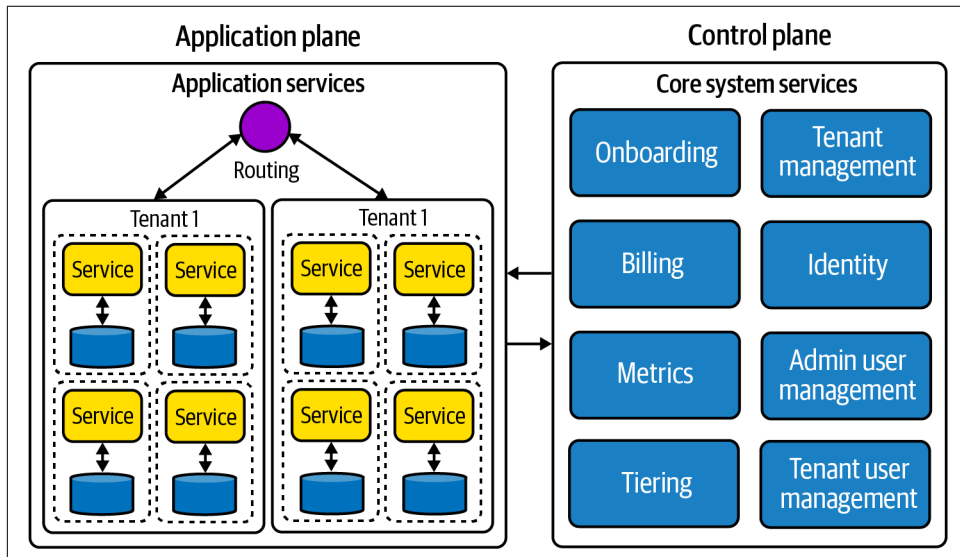 Application plane
Application services
Routing
Tenant 1
Service
Service
Service
Service
Tenant 1
Service
Service
Service
Service
Control plane
Core system services
Onboarding
Tenant
management
Billing
Identity
Metrics
Admin user
management
Tiering
Tenant user
management